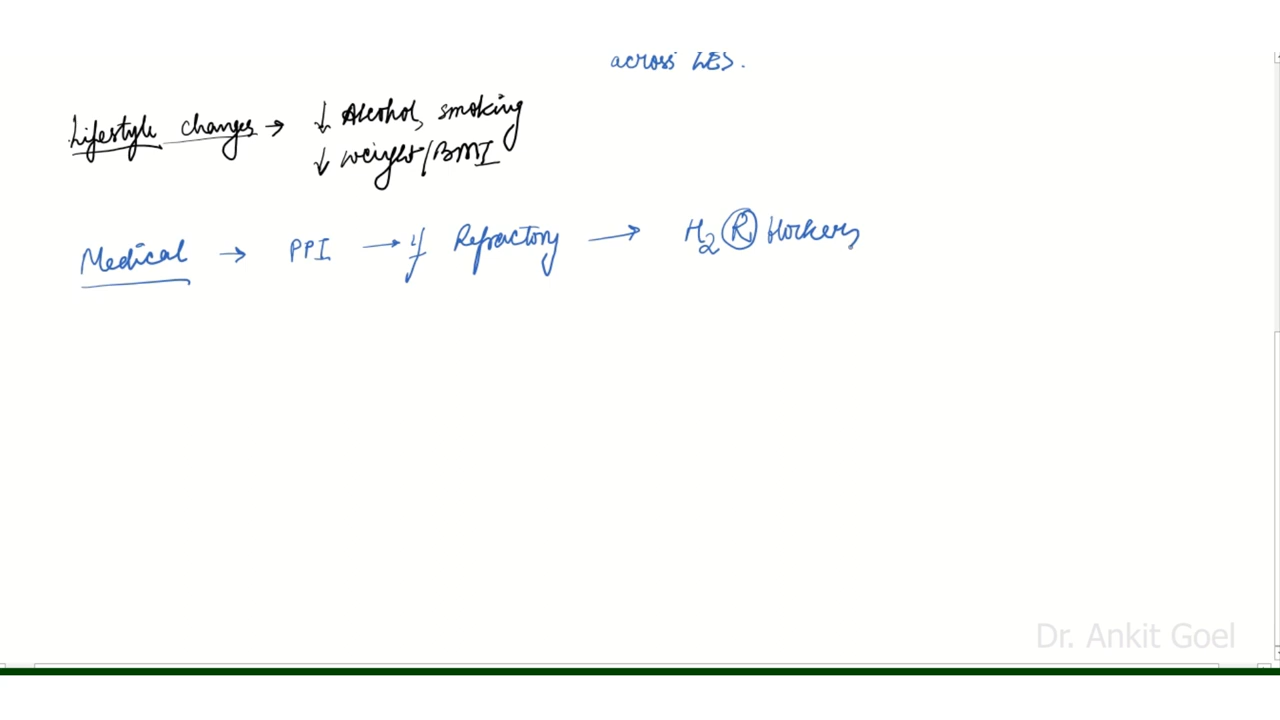 across LES.
Lifestyle changes → ↓ Alcohol, smoking
↓ weight/BMI
Medical → PPI → if Refractory → H₂ Ⓡ blockers
Dr. Ankit Goel